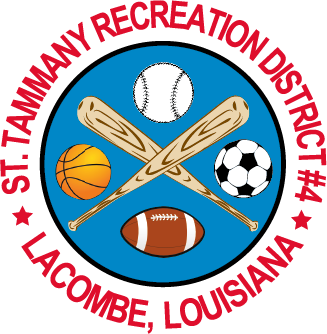 ST. TAMMANY RECREATION DISTRICT #4
LACOMBE, LOUISIANA